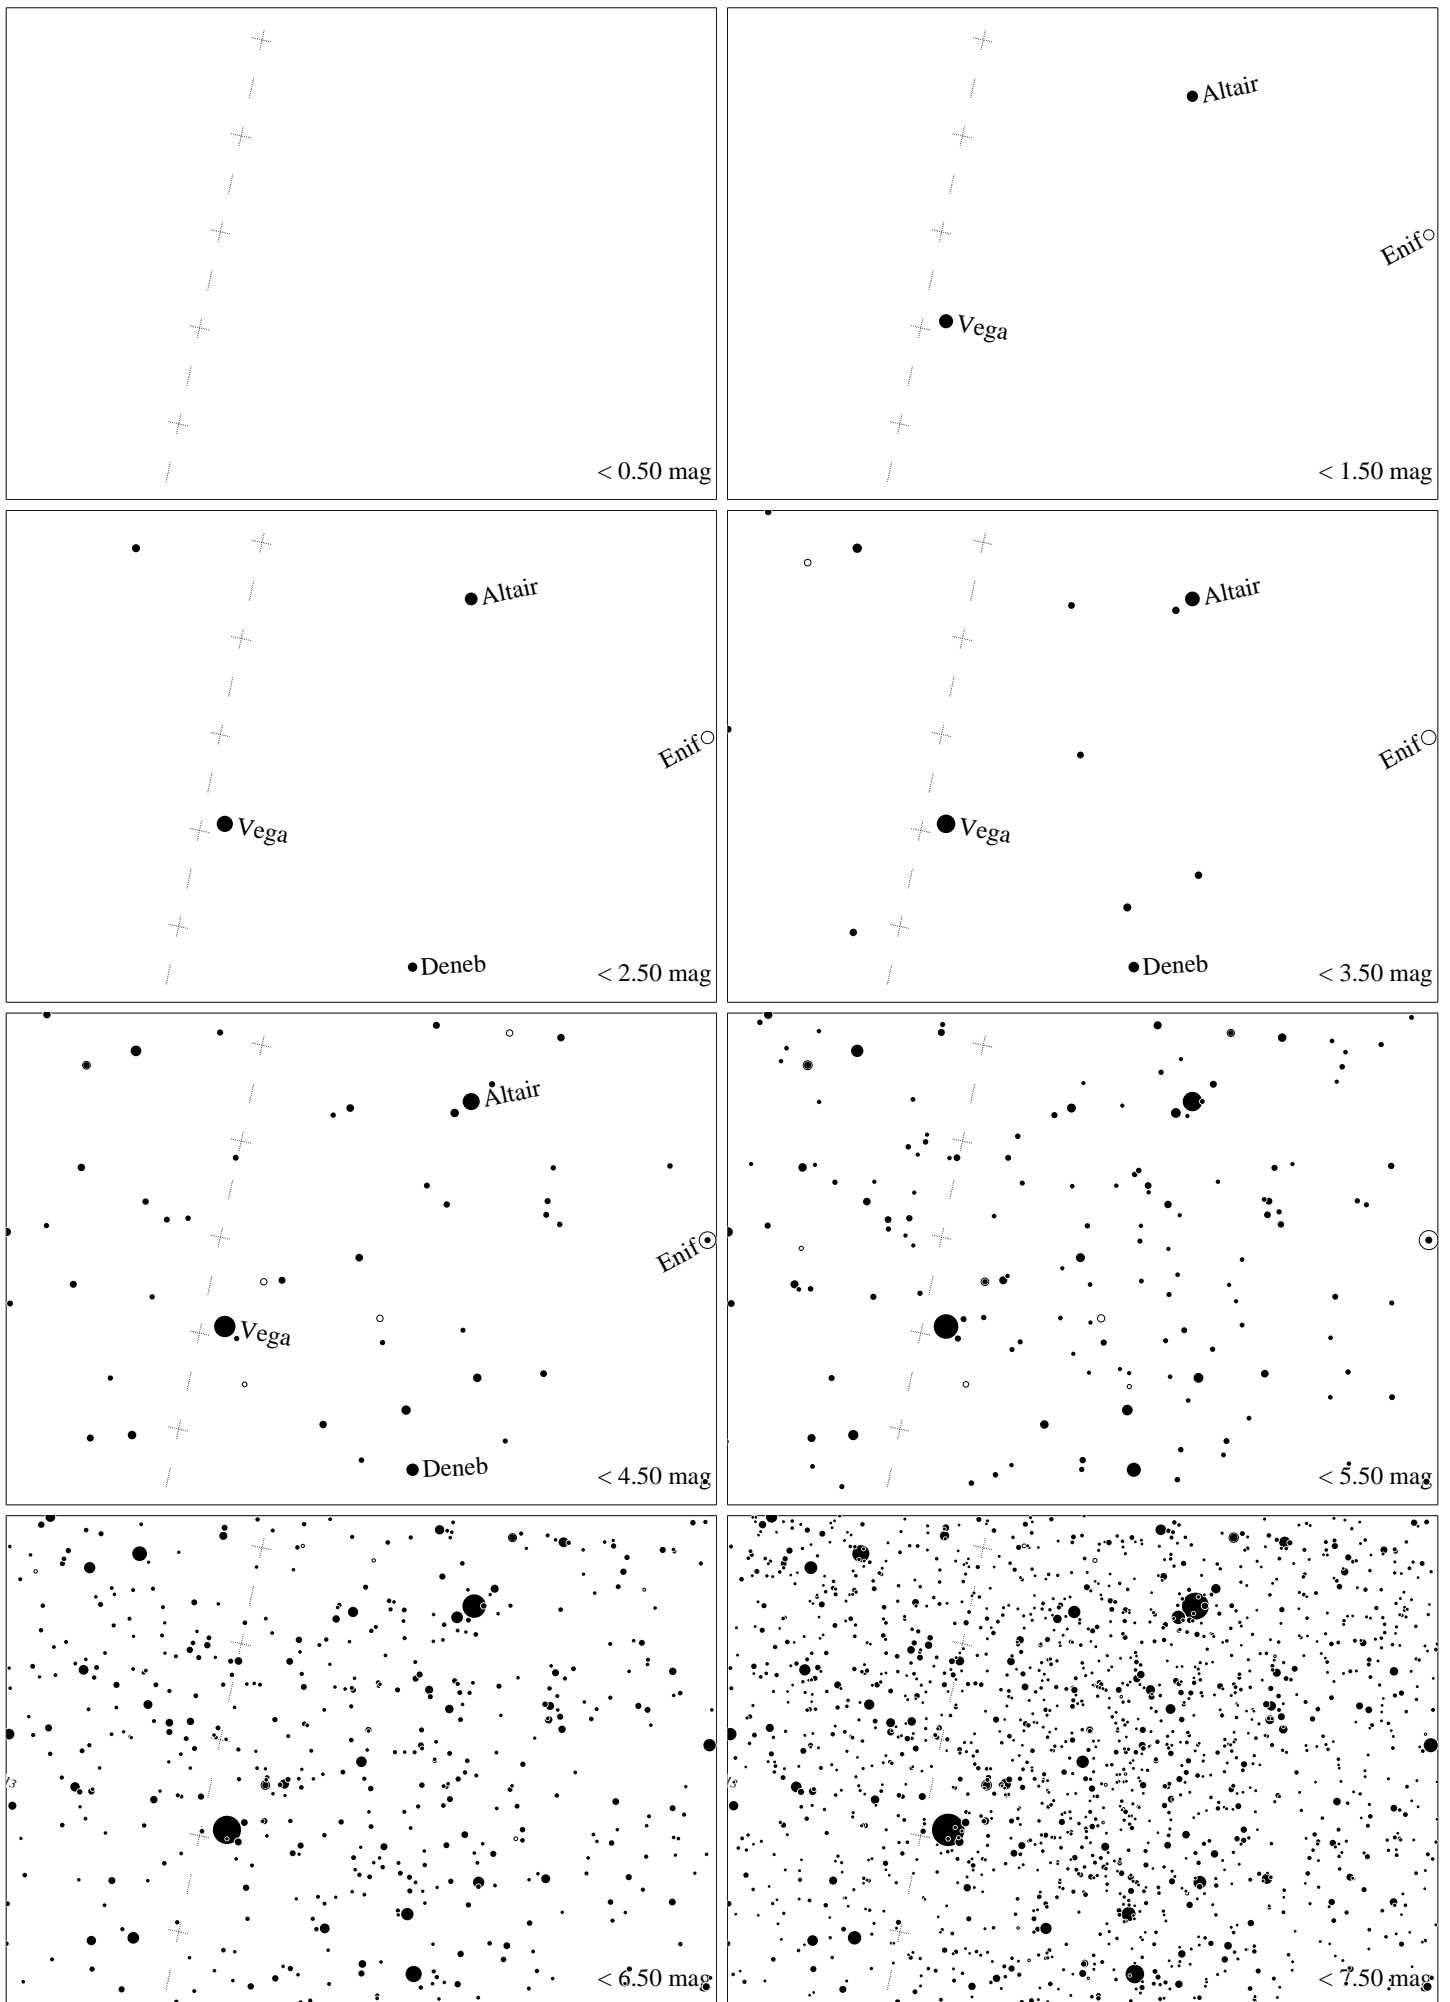 < 0.50 mag
Altair
Enif
Vega
< 1.50 mag
Altair
Enif
Vega
Deneb
< 2.50 mag
Altair
Enif
Vega
Deneb
< 3.50 mag
Altair
Enif
Vega
Deneb
< 4.50 mag
< 5.50 mag
< 6.50 mag
< 7.50 mag